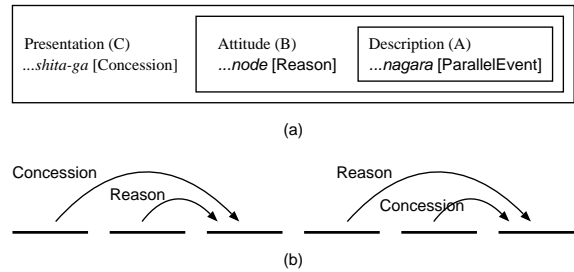 Presentation (C)
...shita-ga [Concession]
Attitude (B)
...node [Reason]
Description (A)
...nagara [ParallelEvent]
(a)
Concession
Reason
Reason
Concession
(b)